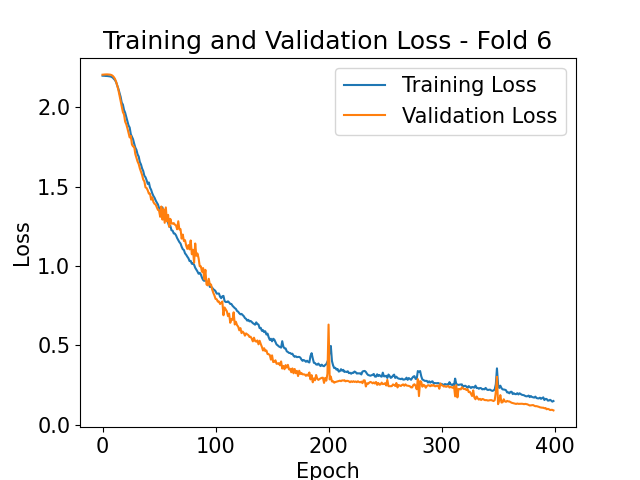 Training and Validation Loss - Fold 6
Training Loss
Validation Loss
Loss
2.0
1.5
1.0
0.5
0.0
0 100 200 300 400
Epoch